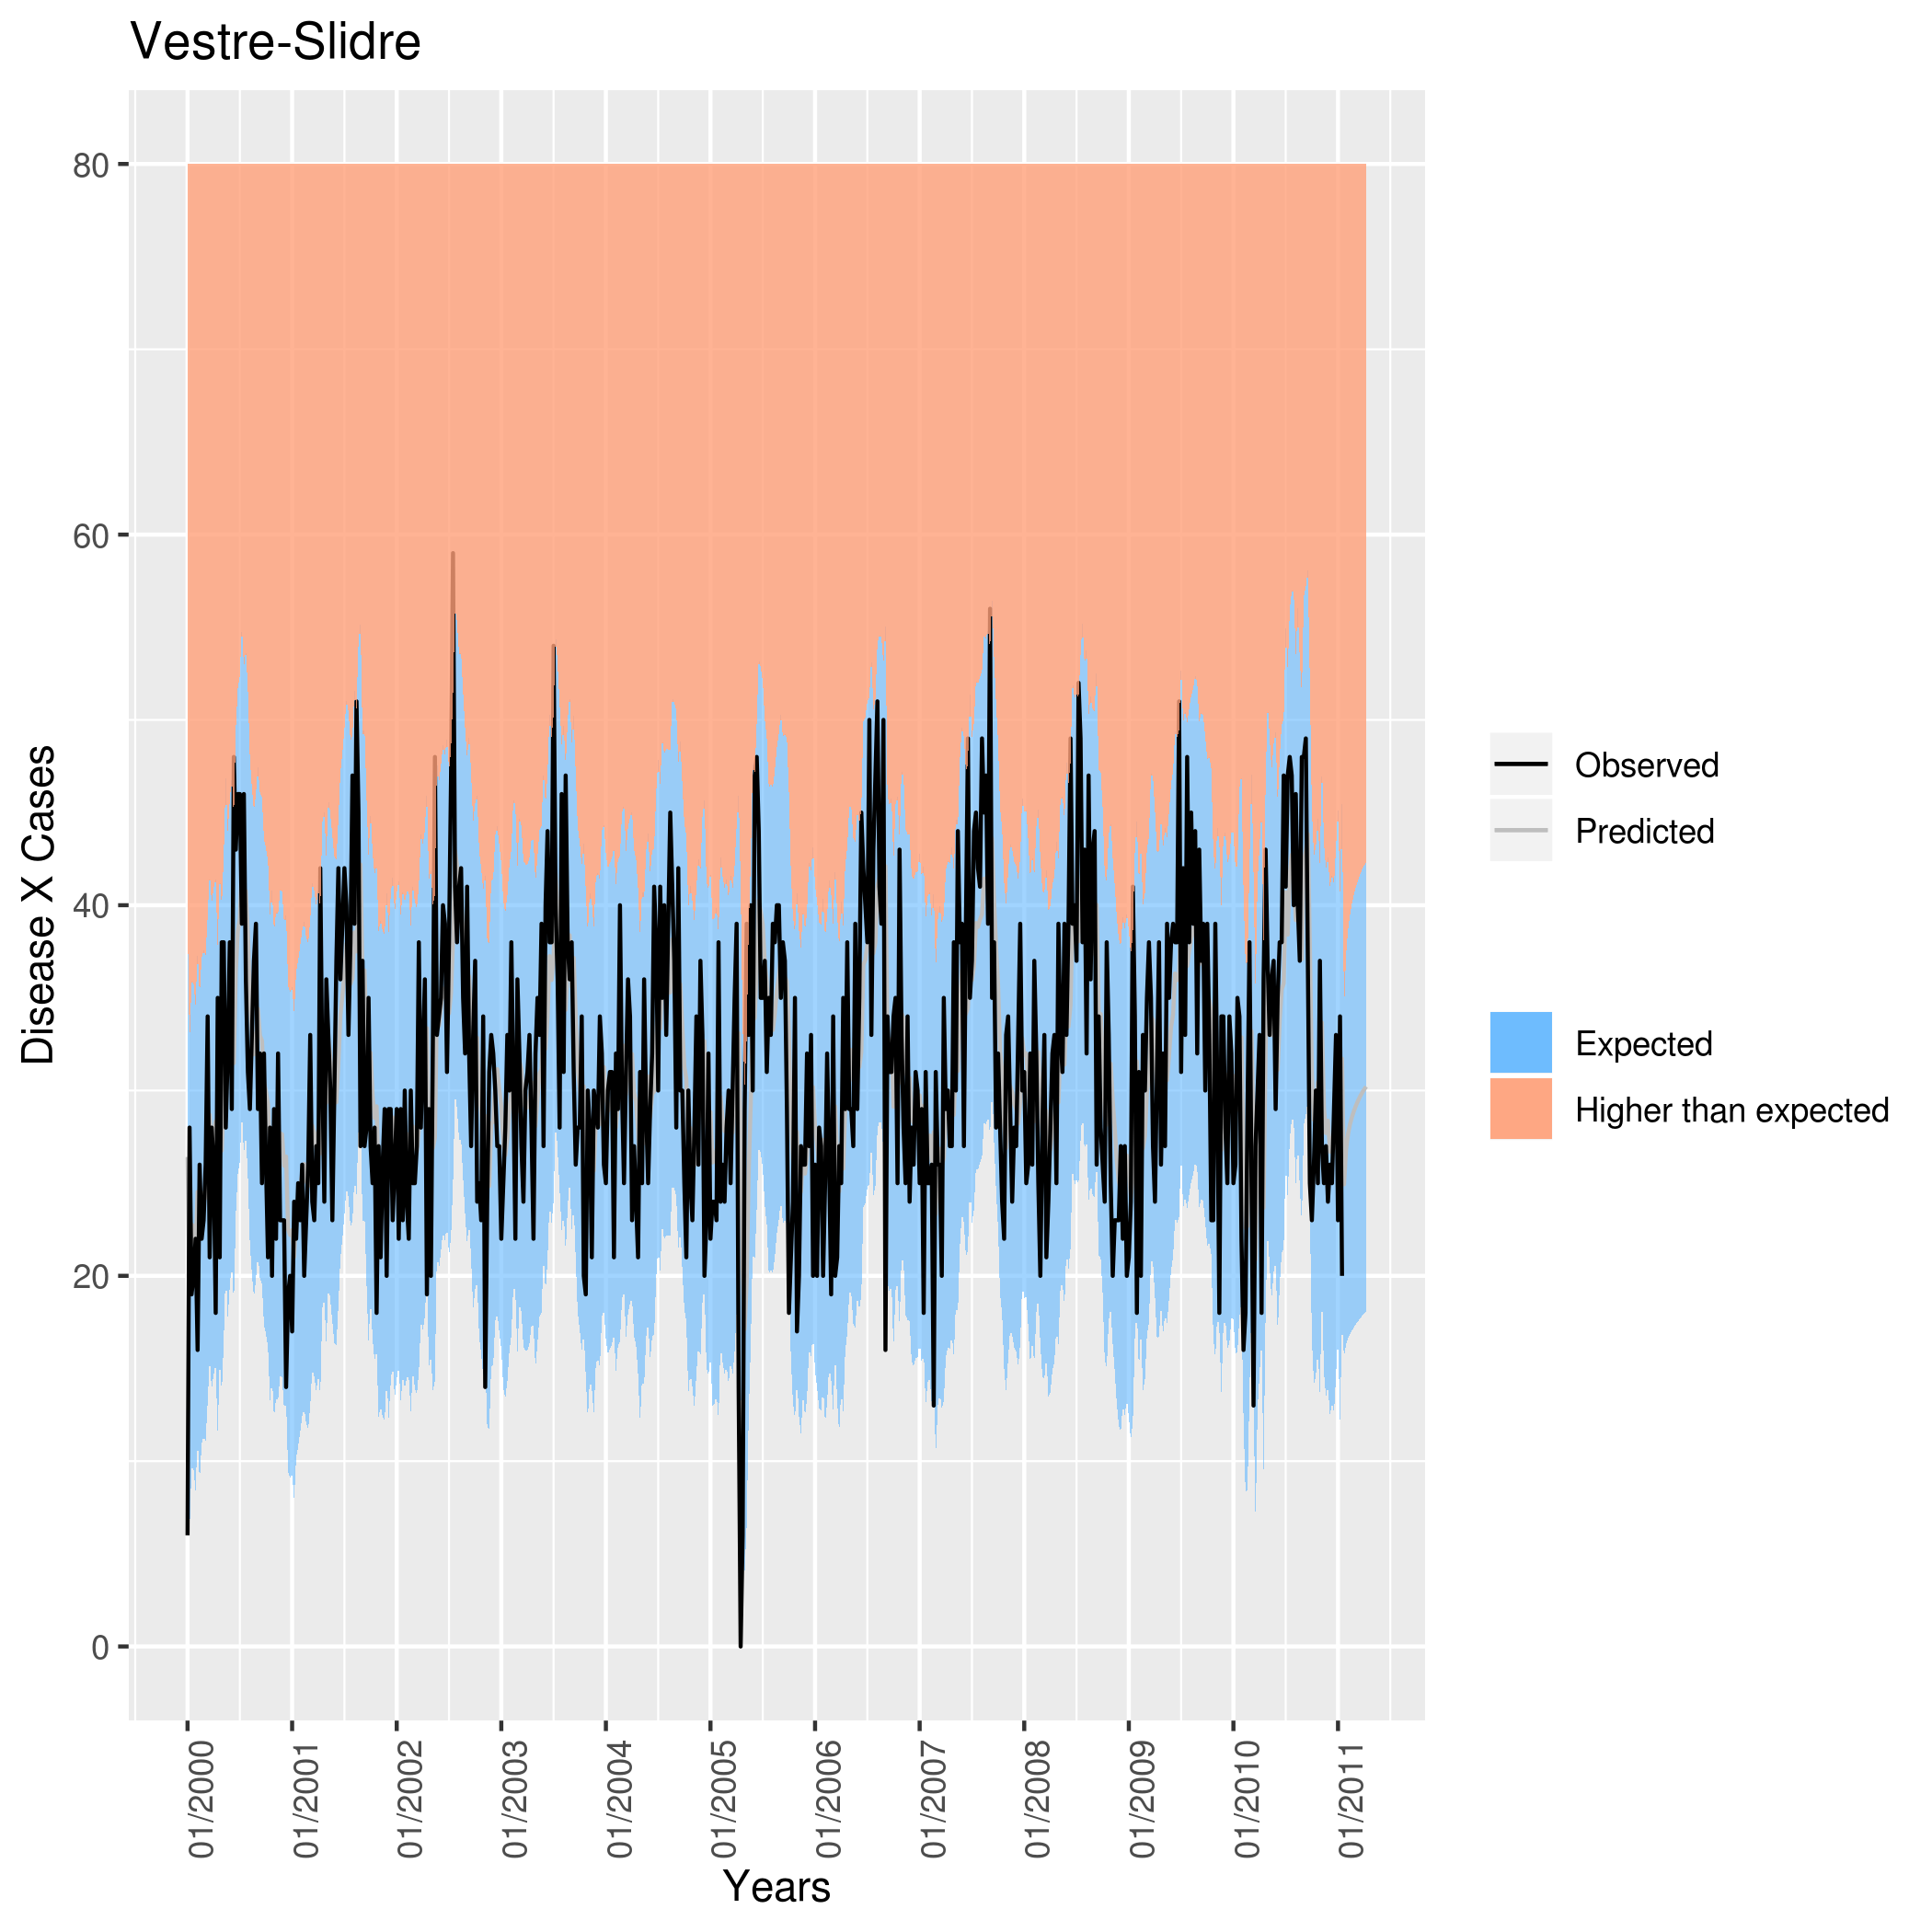 Vestre-Slidre
Disease X Cases
80
60
40
20
0
01/2000
01/2001
01/2002
01/2003
01/2004
01/2005
01/2006
01/2007
01/2008
01/2009
01/2010
01/2011
Years
Observed
Predicted
Expected
Higher than expected